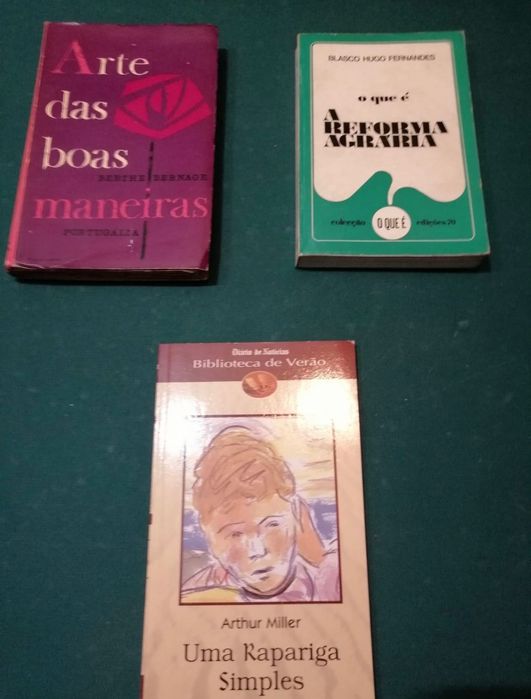 Arte
das
boas
BERTHE BERNAGE
maneiras
PORTUGÁLIA
BLASCO HUGO FERNANDES
o que é
A
REFORMA
AGRÁRIA
colecção O QUE É edições 70
Diário de Notícias
Biblioteca de Verão
Arthur Miller
Uma Rapariga
Simples